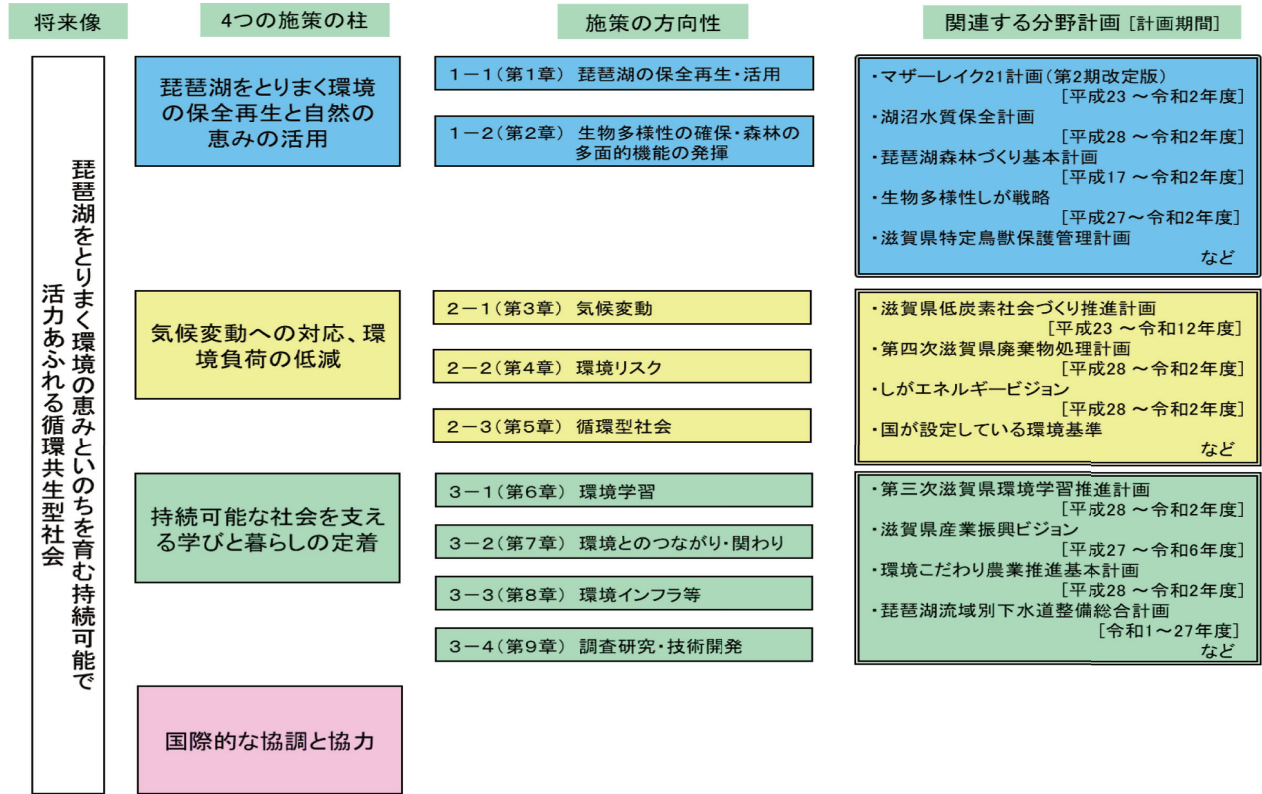 将来像
4つの施策の柱
施策の方向性
関連する分野計画 [計画期間]
琵琶湖をとりまく環境の恵みといのちを育む持続可能で
活力あふれる循環共生型社会
琵琶湖をとりまく環境
の保全再生と自然の
恵みの活用
1－1(第1章) 琵琶湖の保全再生・活用
1－2(第2章) 生物多様性の確保・森林の
多面的機能の発揮
・マザーレイク21計画(第2期改定版)
[平成23 ～令和2年度]
・湖沼水質保全計画
[平成28 ～令和2年度]
・琵琶湖森林づくり基本計画
[平成17 ～令和2年度]
・生物多様性しが戦略
[平成27～令和2年度]
・滋賀県特定鳥獣保護管理計画
など
気候変動への対応、環
境負荷の低減
2－1(第3章) 気候変動
2－2(第4章) 環境リスク
2－3(第5章) 循環型社会
・滋賀県低炭素社会づくり推進計画
[平成23 ～令和12年度]
・第四次滋賀県廃棄物処理計画
[平成28 ～令和2年度]
・しがエネルギービジョン
[平成28 ～令和2年度]
・国が設定している環境基準
など
持続可能な社会を支え
る学びと暮らしの定着
3－1(第6章) 環境学習
3－2(第7章) 環境とのつながり・関わり
3－3(第8章) 環境インフラ等
3－4(第9章) 調査研究・技術開発
・第三次滋賀県環境学習推進計画
[平成28 ～令和2年度]
・滋賀県産業振興ビジョン
[平成27 ～令和6年度]
・環境こだわり農業推進基本計画
[平成28 ～令和2年度]
・琵琶湖流域別下水道整備総合計画
[令和1～27年度]
など
国際的な協調と協力